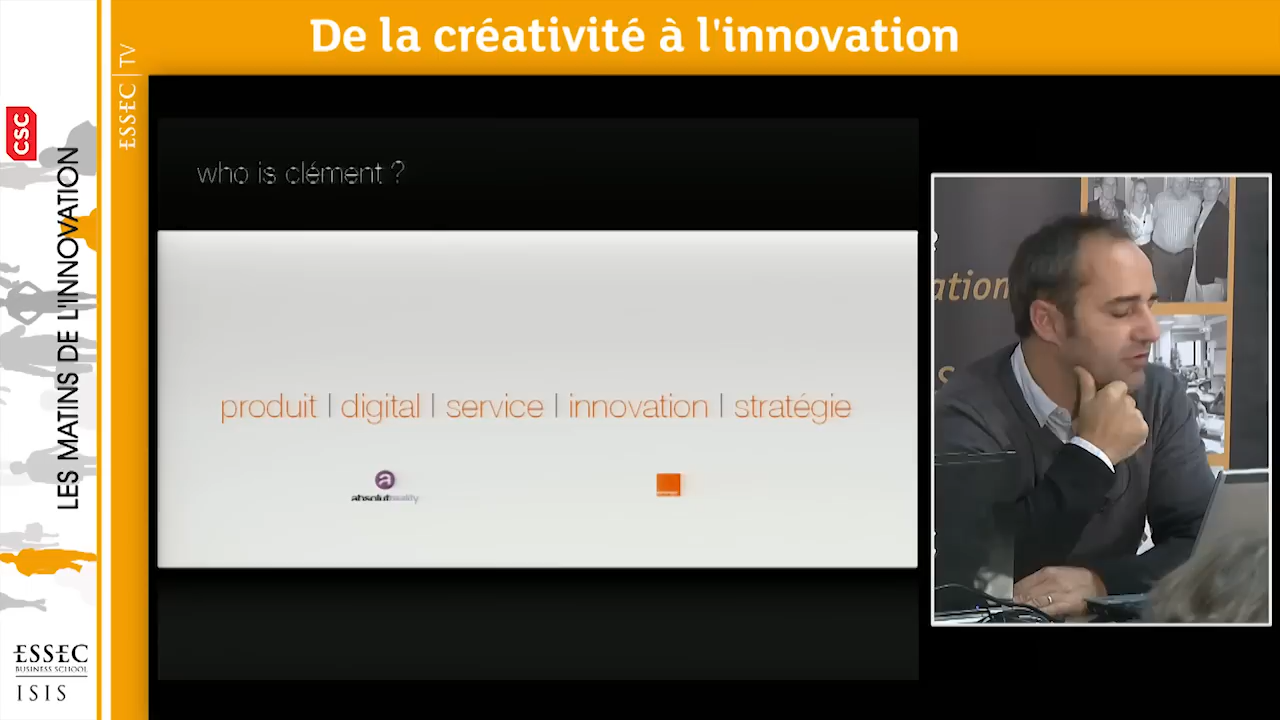 De la créativité à l'innovation
ESSEC | TV
CSC
LES MATINS DE L'INNOVATION
who is clément ?
produit | digital | service | innovation | stratégie
absolutreality
ation
s
ESSEC
BUSINESS SCHOOL
ISIS